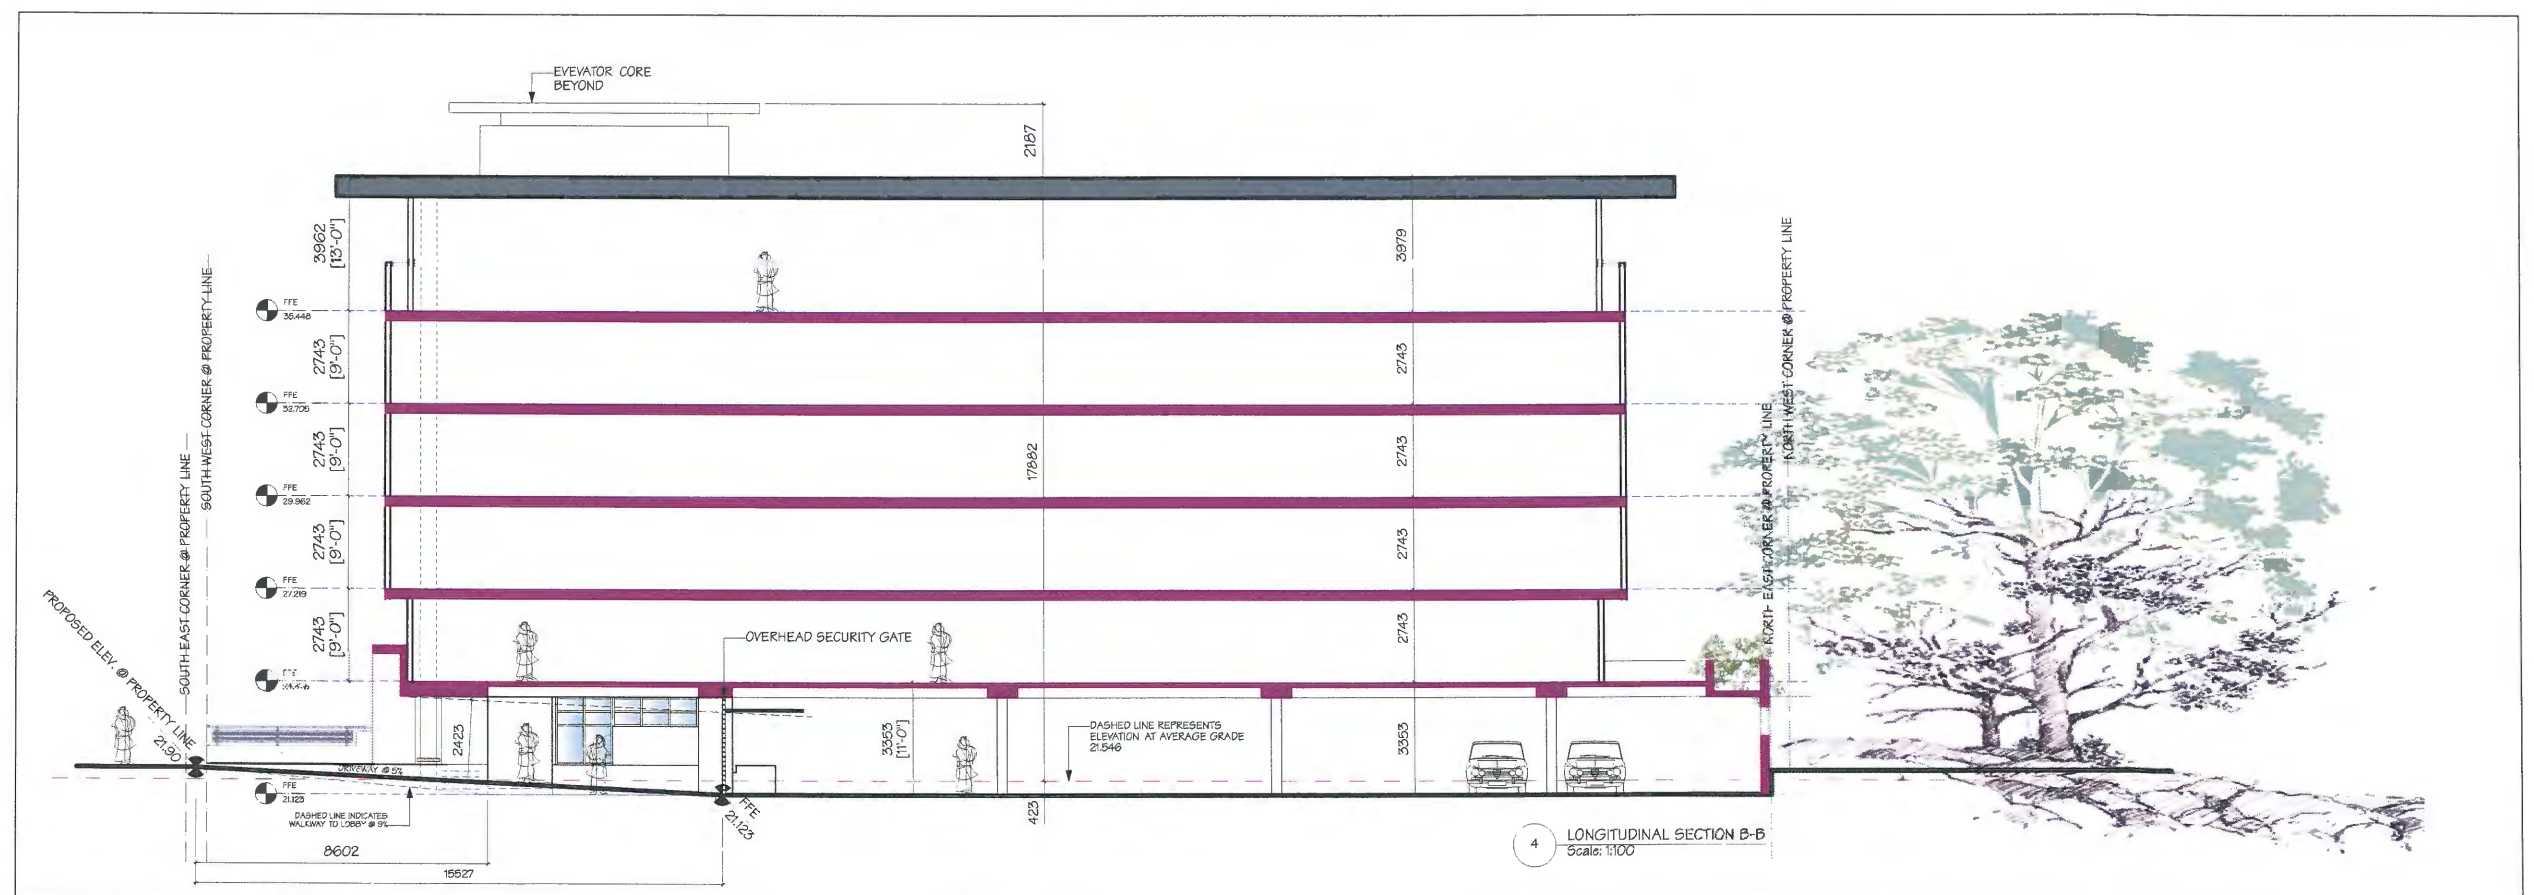 EVEVATOR CORE
BEYOND
2187
3962
[13'-0"]
3979
SOUTH WEST CORNER @ PROPERTY LINE
NORTH WEST CORNER @ PROPERTY LINE
FFE
2743
[9'-0"]
2743
FFE
2743
[9'-0"]
17882
2743
SOUTH EAST CORNER @ PROPERTY LINE
NORTH EAST CORNER @ PROPERTY LINE
FFE
29.962
2743
[9'-0"]
2743
FFE
27.219
PROPOSED ELEV. @ PROPERTY LINE
21.90
2743
[9'-0"]
OVERHEAD SECURITY GATE
2743
FFE
2423
3353
[11'-0"]
DASHED LINE REPRESENTS
ELEVATION AT AVERAGE GRADE
21.546
3353
DRIVEWAY @ 5%
FFE
21.123
DASHED LINE INDICATES
WALKWAY TO LOBBY @ 9%
FFE
21.123
423
4
LONGITUDINAL SECTION B-B
Scale: 1:100
8602
15527